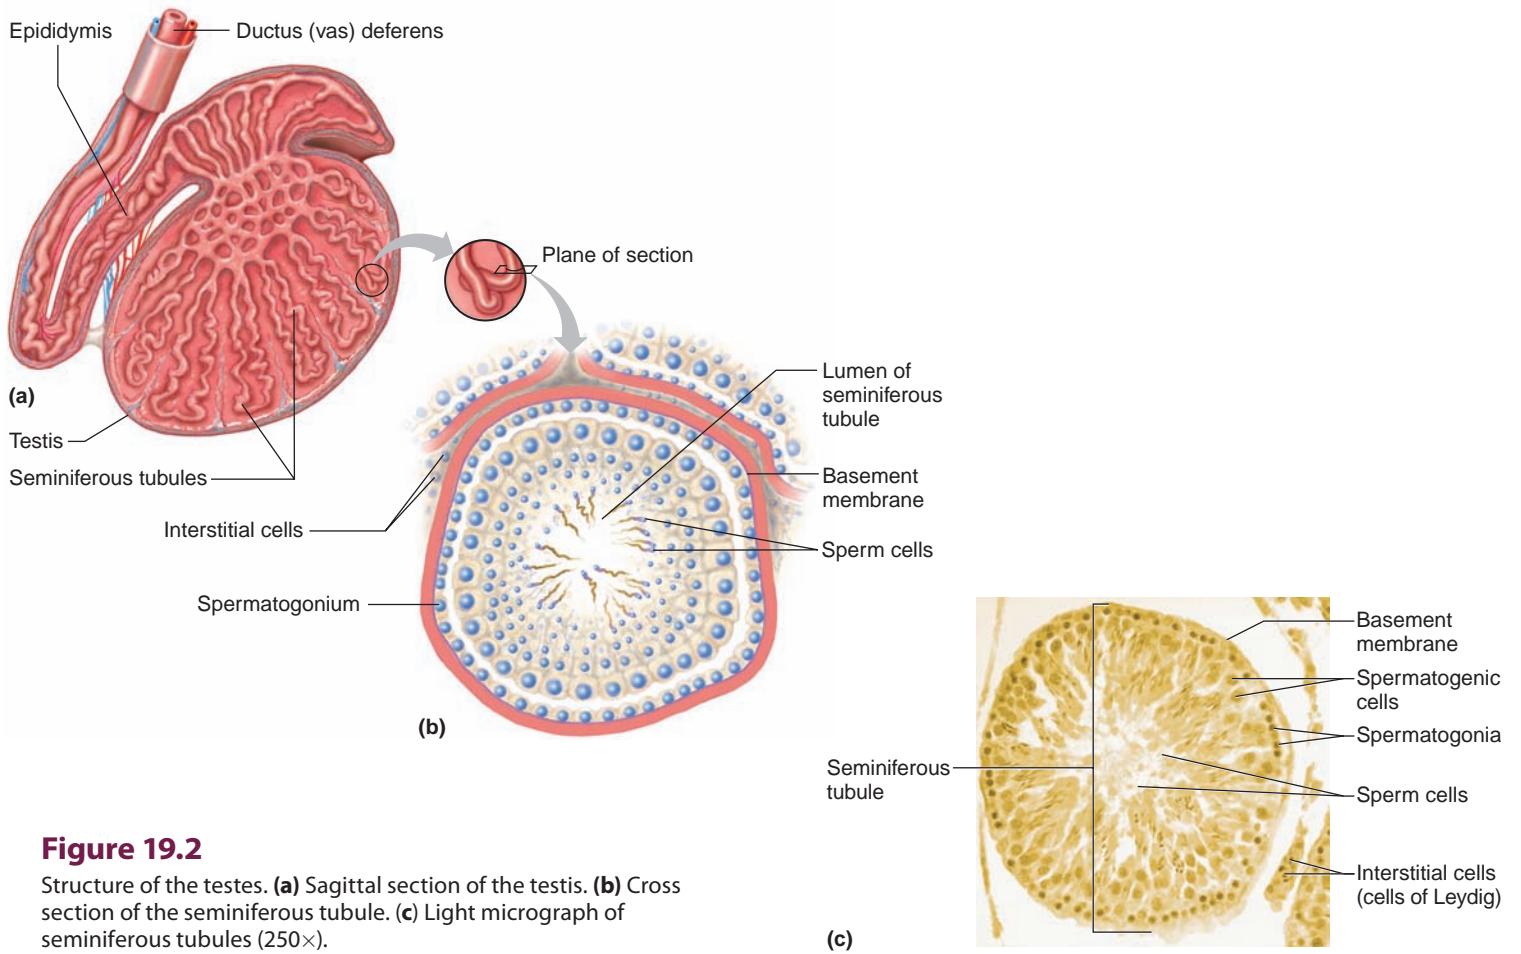 Epididymis
Ductus (vas) deferens
Plane of section
(a)
Testis
Seminiferous tubules
Interstitial cells
Spermatogonium
Lumen of
seminiferous
tubule
Basement
membrane
Sperm cells
(b)
Basement
membrane
Spermatogenic
cells
Spermatogonia
Seminiferous
tubule
Sperm cells
Interstitial cells
(cells of Leydig)
(c)
Figure 19.2
Structure of the testes. (a) Sagittal section of the testis. (b) Cross
section of the seminiferous tubule. (c) Light micrograph of
seminiferous tubules (250×).